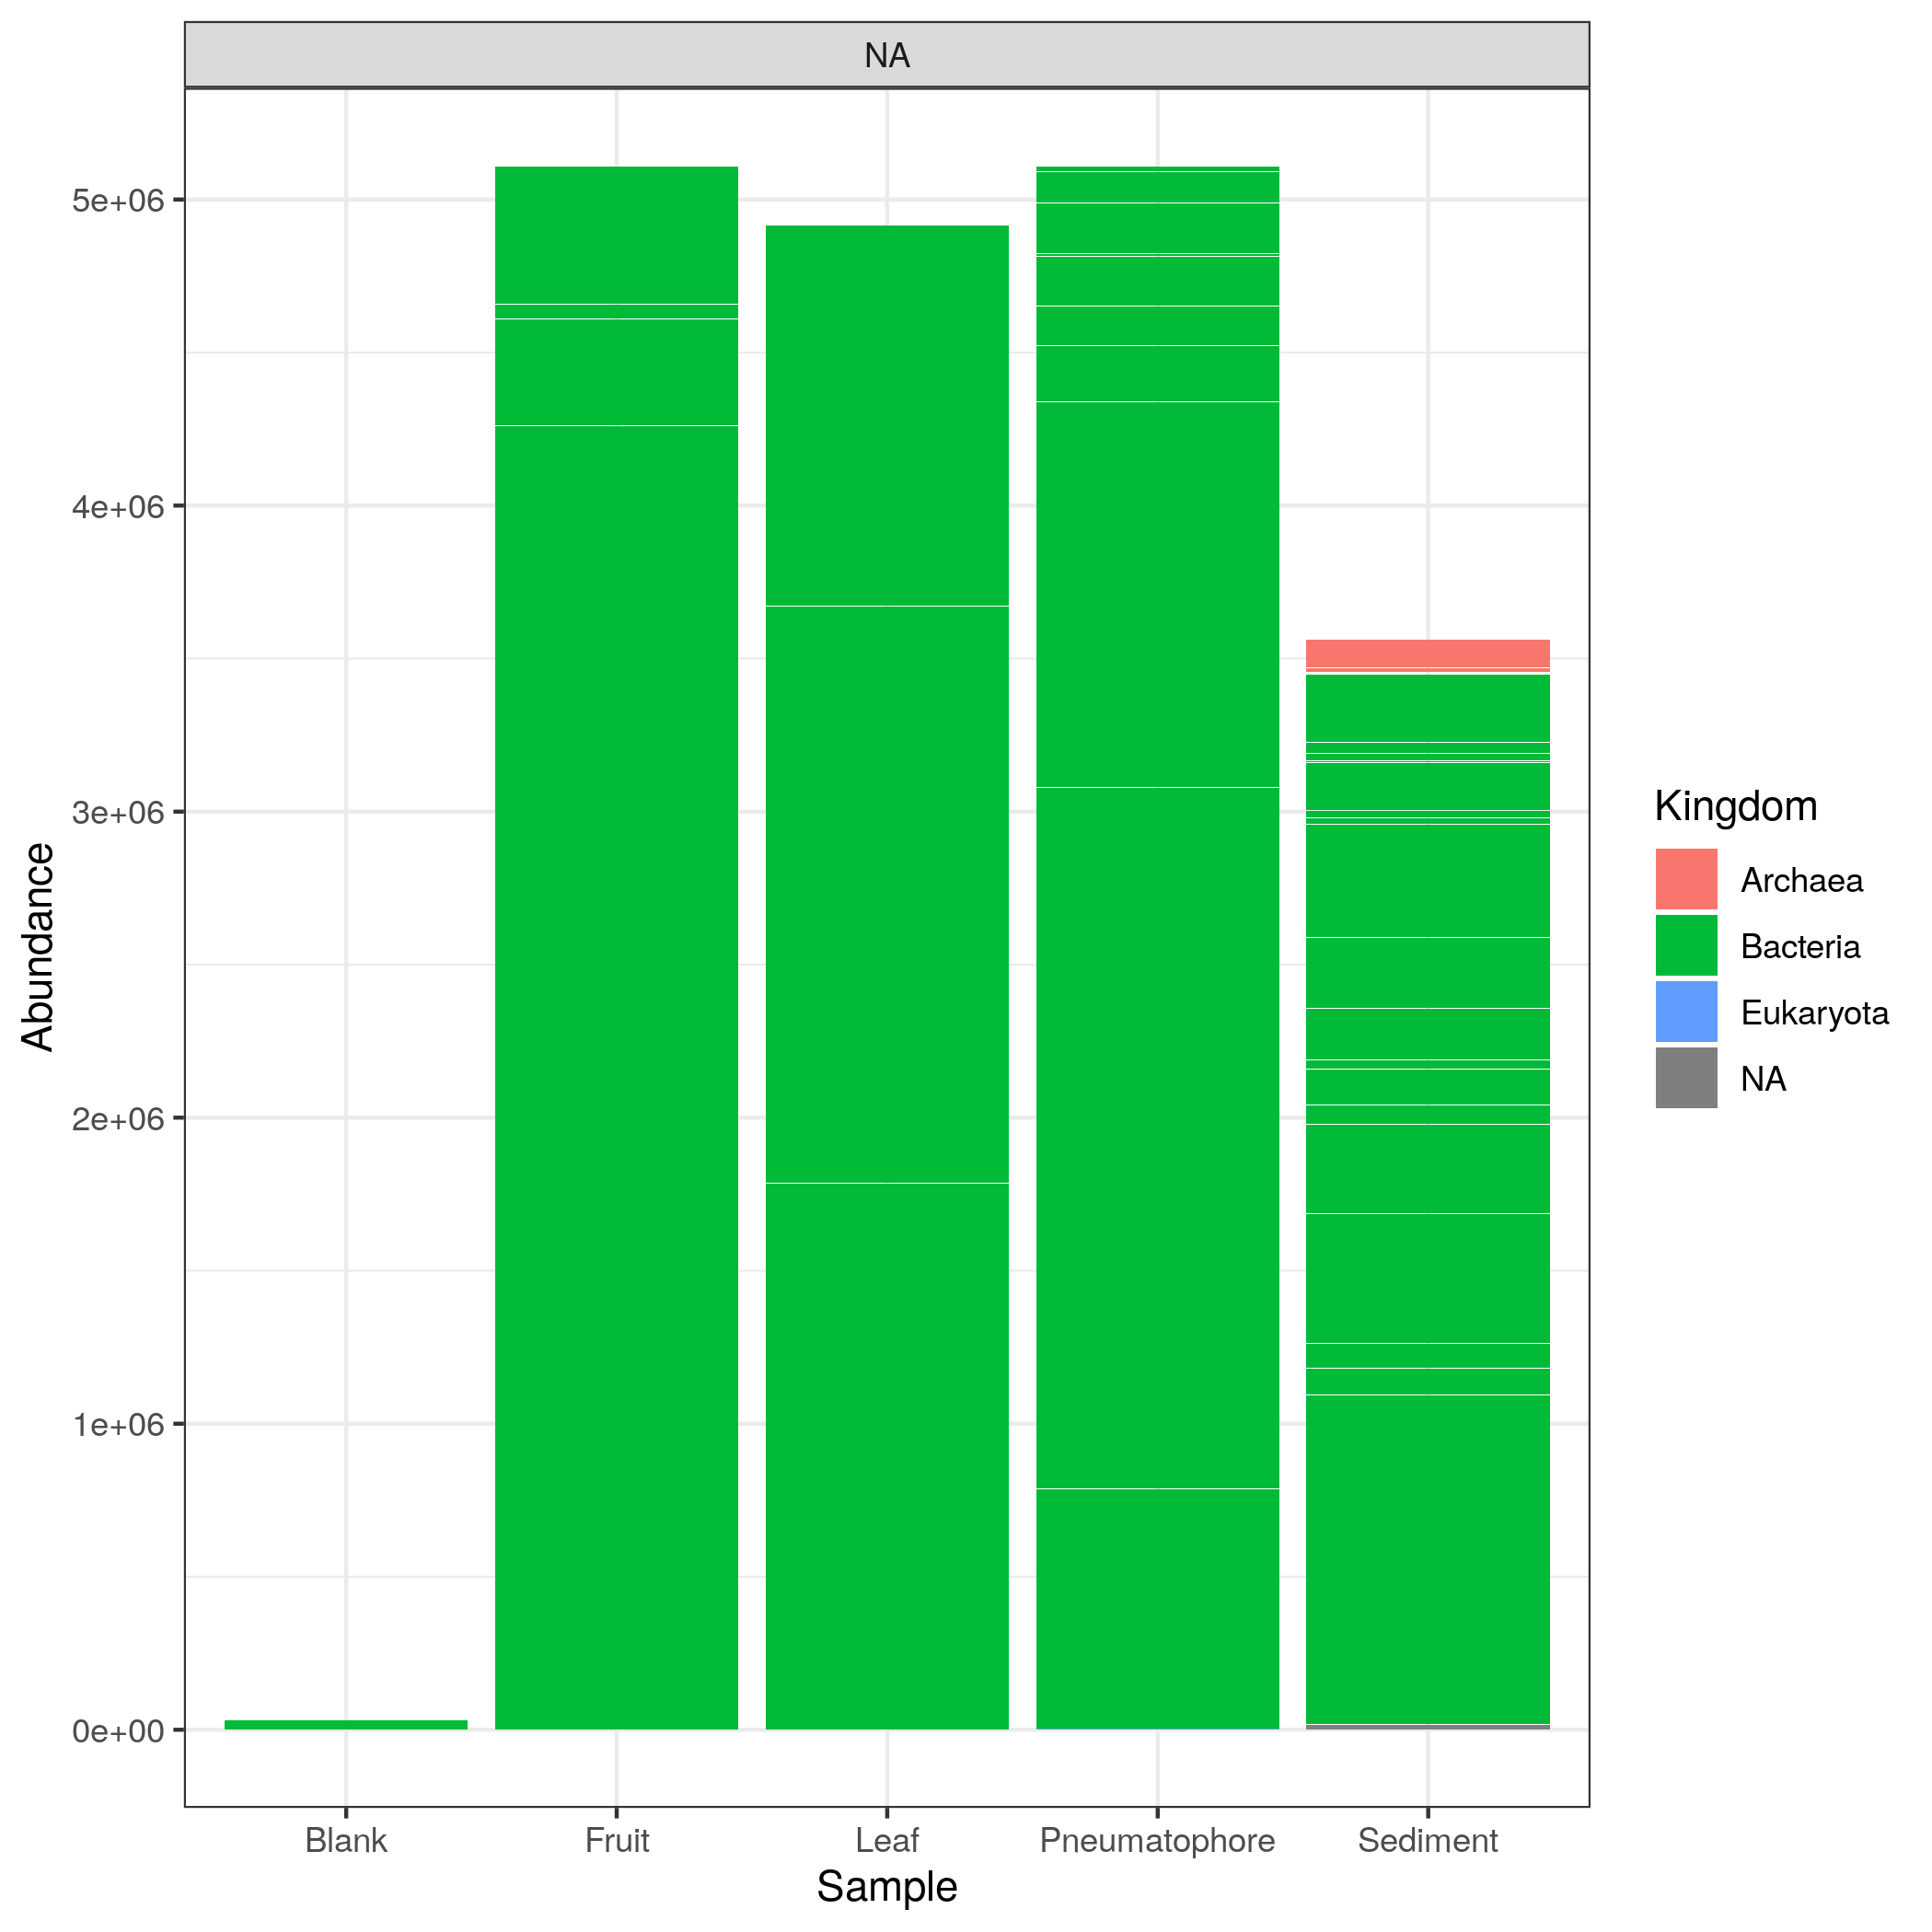 NA
5e+06
4e+06
3e+06
2e+06
1e+06
0e+00
Abundance
Blank Fruit Leaf Pneumatophore Sediment
Sample
Kingdom
Archaea
Bacteria
Eukaryota
NA